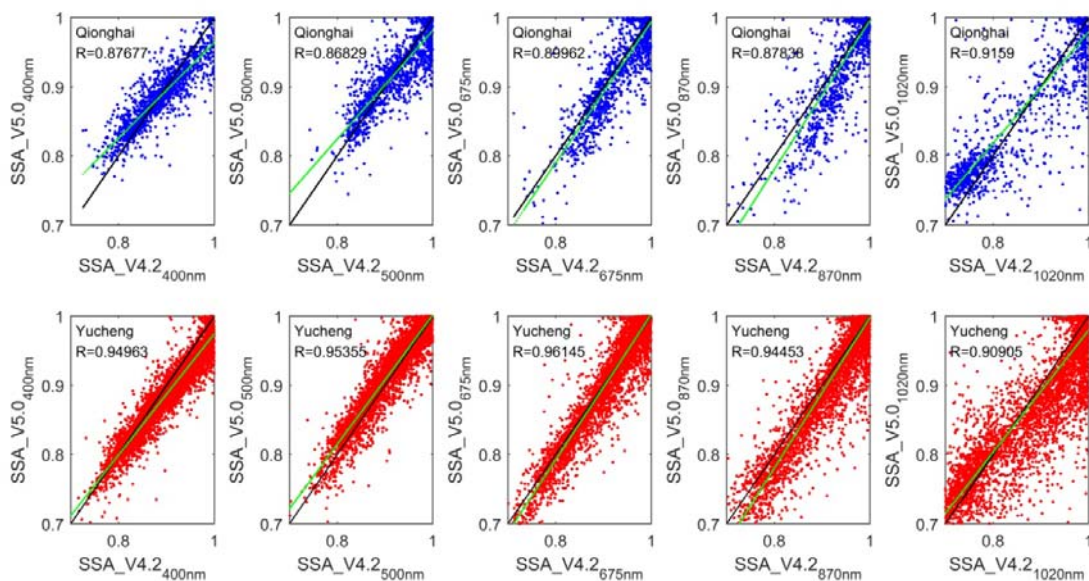 SSA_V5.0400nm
1
0.9
0.8
0.7
Qionghai
R=0.87677
0.8
1
SSA_V4.2400nm
SSA_V5.0500nm
1
0.9
0.8
0.7
Qionghai
R=0.86829
0.8
1
SSA_V4.2500nm
SSA_V5.0675nm
1
0.9
0.8
0.7
Qionghai
R=0.89962
0.8
1
SSA_V4.2675nm
SSA_V5.0870nm
1
0.9
0.8
0.7
Qionghai
R=0.87838
0.8
1
SSA_V4.2870nm
SSA_V5.01020nm
1
0.9
0.8
0.7
Qionghai
R=0.9159
0.8
1
SSA_V4.21020nm
SSA_V5.0400nm
1
0.9
0.8
0.7
Yucheng
R=0.94963
0.8
1
SSA_V4.2400nm
SSA_V5.0500nm
1
0.9
0.8
0.7
Yucheng
R=0.95355
0.8
1
SSA_V4.2500nm
SSA_V5.0675nm
1
0.9
0.8
0.7
Yucheng
R=0.96145
0.8
1
SSA_V4.2675nm
SSA_V5.0870nm
1
0.9
0.8
0.7
Yucheng
R=0.94453
0.8
1
SSA_V4.2870nm
SSA_V5.01020nm
1
0.9
0.8
0.7
Yucheng
R=0.90905
0.8
1
SSA_V4.21020nm